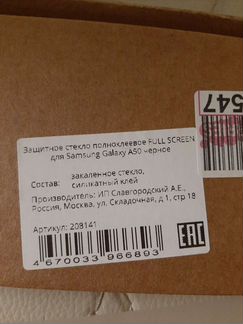 Защитное стекло полноклеевое FULL SCREEN
для Samsung Galaxy A50 черное
Состав: закаленное стекло,
силикатный клей
Производитель: ИП Славгородский А.Е.,
Россия, Москва, ул. Складочная, д 1, стр 18
Артикул: 208141
4 670033 966893
EAC
547